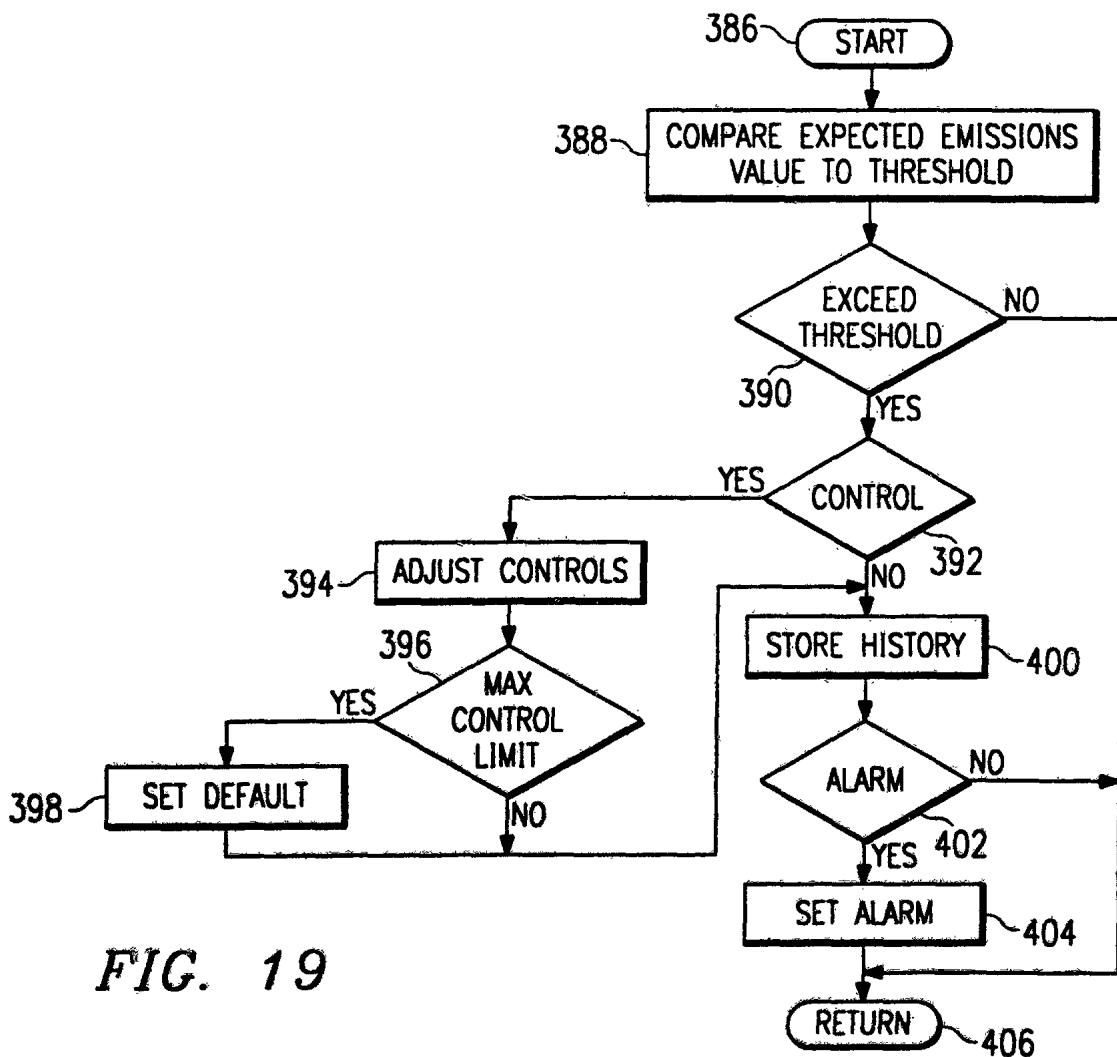 386
START
388
COMPARE EXPECTED EMISSIONS
VALUE TO THRESHOLD
EXCEED
THRESHOLD
NO
390
YES
YES
CONTROL
392
NO
394
ADJUST CONTROLS
396
MAX
CONTROL
LIMIT
YES
NO
398
SET DEFAULT
STORE HISTORY
400
ALARM
NO
402
YES
SET ALARM
404
RETURN
406
FIG. 19